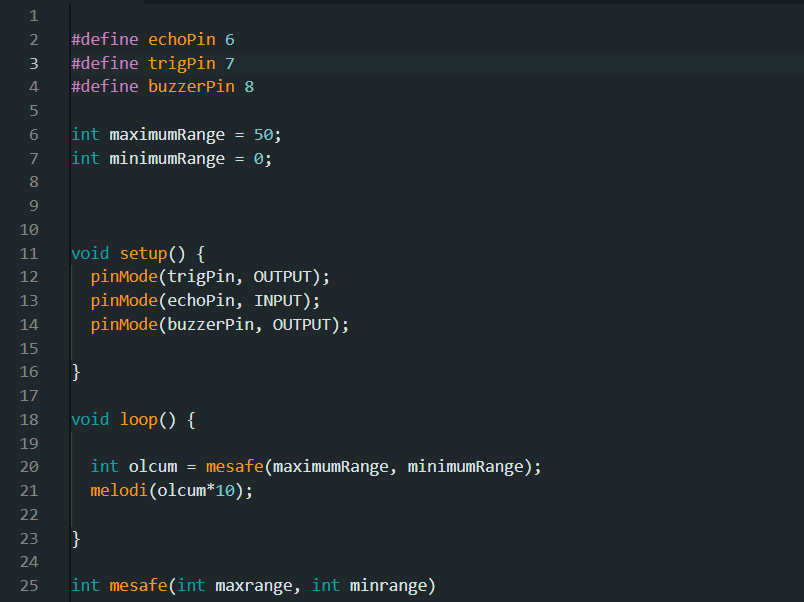 1
2 #define echoPin 6
3 #define trigPin 7
4 #define buzzerPin 8
5
6 int maximumRange = 50;
7 int minimumRange = 0;
8
9
10
11 void setup() {
12   pinMode(trigPin, OUTPUT);
13   pinMode(echoPin, INPUT);
14   pinMode(buzzerPin, OUTPUT);
15
16 }
17
18 void loop() {
19
20   int olcum = mesafe(maximumRange, minimumRange);
21   melodi(olcum*10);
22
23 }
24
25 int mesafe(int maxrange, int minrange)